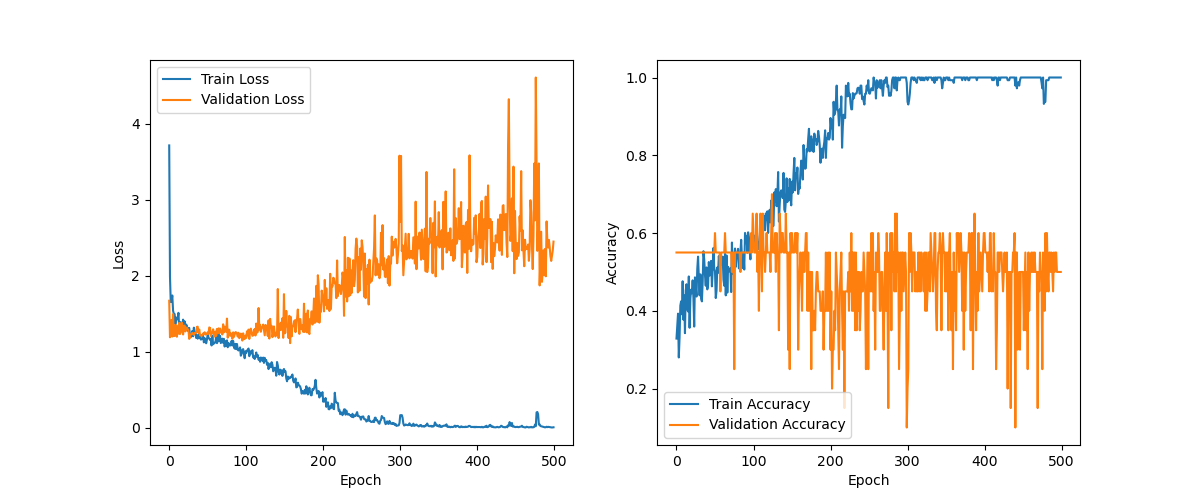 Train Loss
Validation Loss
Loss
4
3
2
1
0
0 100 200 300 400 500
Epoch
Accuracy
1.0
0.8
0.6
0.4
0.2
Train Accuracy
Validation Accuracy
0 100 200 300 400 500
Epoch